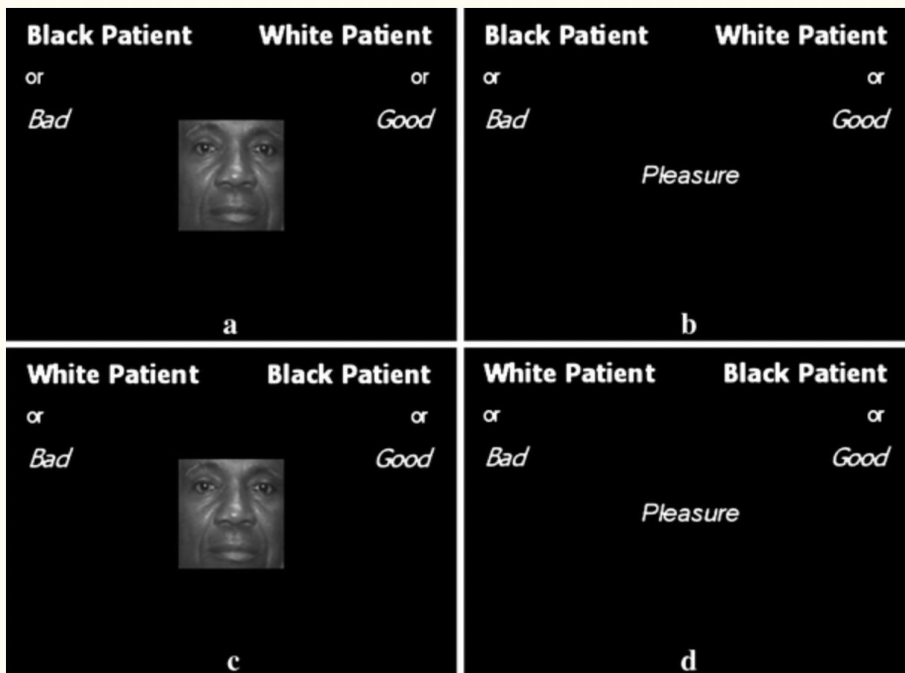 Black Patient White Patient
or or
Bad Good
a
Black Patient White Patient
or or
Bad Good
Pleasure
b
White Patient Black Patient
or or
Bad Good
c
White Patient Black Patient
or or
Bad Good
Pleasure
d